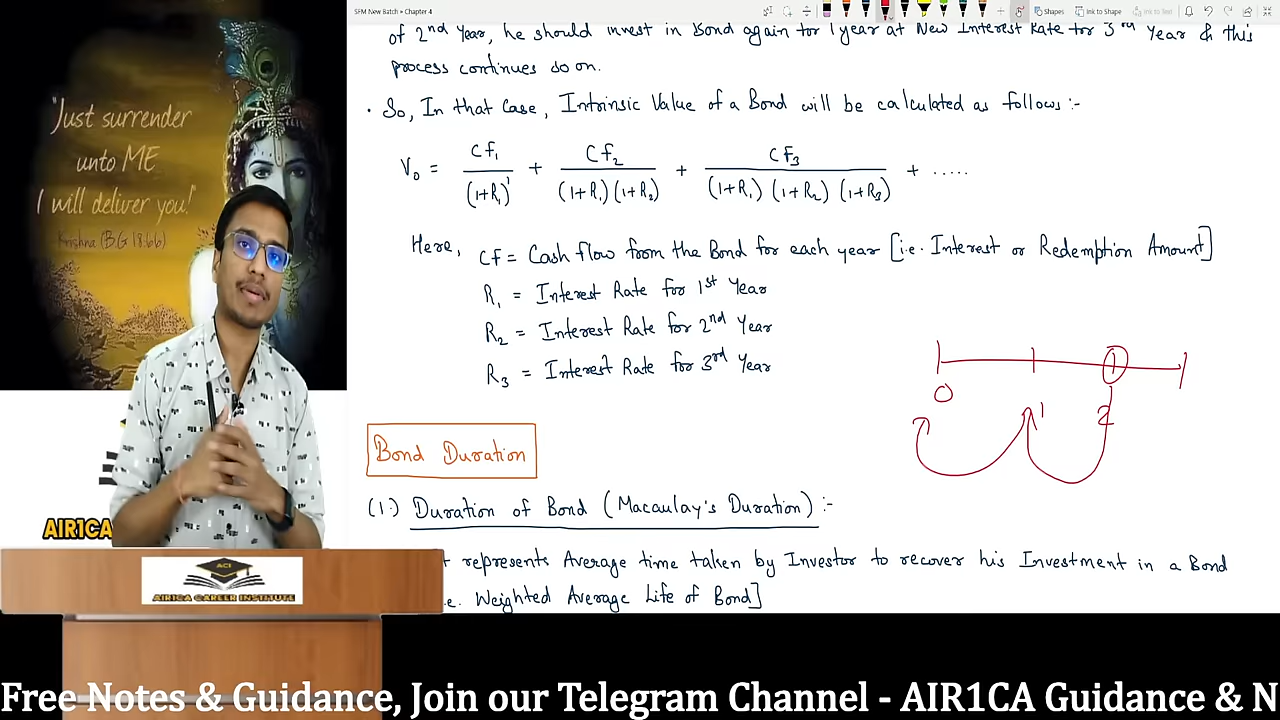 SFM New Batch » Chapter 4
Shapes
Ink to Shape
Ink to Text
of 2nd Year, he should invest in Bond again for 1 year at New Interest Rate for 3rd Year & this
process continues so on.
"Just surrender
unto ME
I will deliver you!"
Krishna (BG 18:66)
• So, In that Case, Intrinsic Value of a Bond will be calculated as follows :-
V₀ = CF₁/(1+R₁)¹ + CF₂/(1+R₁)(1+R₂) + CF₃/(1+R₁)(1+R₂)(1+R₃) + .....
Here, CF = Cash flow from the Bond for each year [i.e. Interest or Redemption Amount]
R₁ = Interest Rate for 1st Year
R₂ = Interest Rate for 2nd Year
R₃ = Interest Rate for 3rd Year
0 1 2
Bond Duration
(1.) Duration of Bond (Macaulay's Duration) :-
represents Average time taken by Investor to recover his Investment in a Bond
e. Weighted Average Life of Bond]
AIR1CA
ACI
AIR1CA CAREER INSTITUTE
Free Notes & Guidance, Join our Telegram Channel - AIR1CA Guidance & N